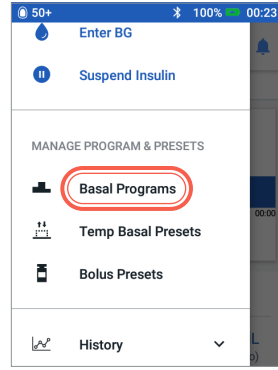 50+ 100% 00:23
Enter BG
Suspend Insulin
MANAGE PROGRAM & PRESETS
Basal Programs
00:00
Temp Basal Presets
Bolus Presets
History
L
o)